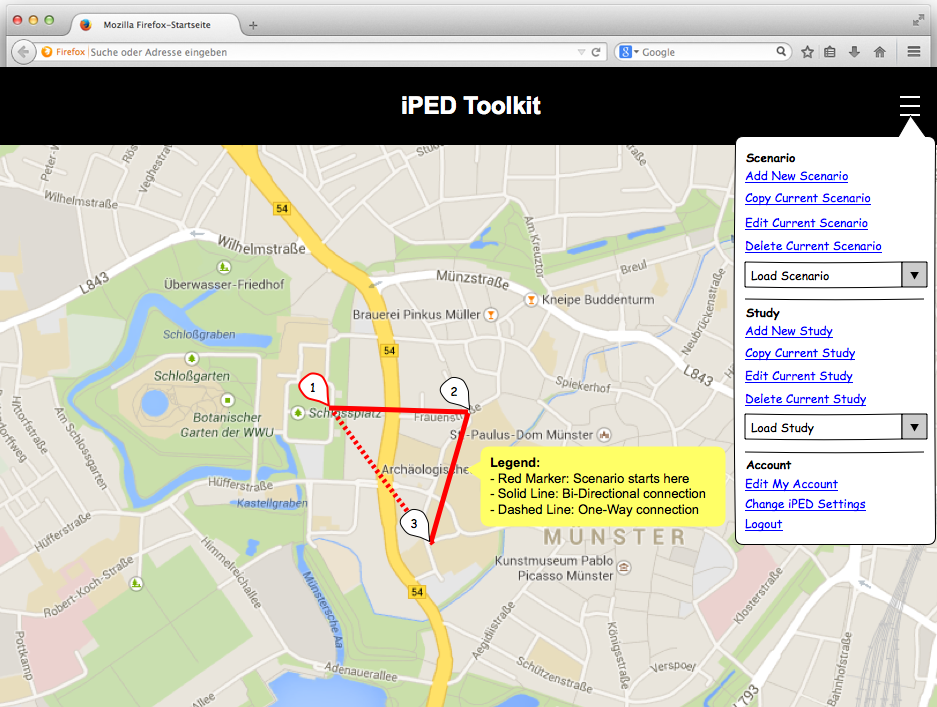 Mozilla Firefox-Startseite
Firefox
Suche oder Adresse eingeben
Google
iPED Toolkit
Scenario
Add New Scenario
Copy Current Scenario
Edit Current Scenario
Delete Current Scenario
Load Scenario
Study
Add New Study
Copy Current Study
Edit Current Study
Delete Current Study
Load Study
Account
Edit My Account
Change iPED Settings
Logout
Wilhelmstraße
54
Wilhelmstraße
L843
Überwasser-Friedhof
Am Kreuztor
Breul
Münzstraße
Kneipe Buddenturm
Brauerei Pinkus Müller
Neubrückenstraße
Schloßgraben
54
Schloßgarten
L843
Spiekerhof
1
2
Schlossplatz
Frauenstraße
Botanischer
Garten der WWU
St-Paulus-Dom Münster
Archäologische
Legend:
- Red Marker: Scenario starts here
- Solid Line: Bi-Directional connection
- Dashed Line: One-Way connection
Hüfferstraße
Kastellgraben
3
Hüfferstraße
MÜNSTER
Himmelreichallee
Kunstmuseum Pablo
Picasso Münster
Robert-Koch-Straße
Münstersche Aa
54
Klosterstraße
Aegidiistraße
Königsstraße
Verspoel
Schützenstraße
Adenauerallee
Pottkamp
Bahnhofstraße